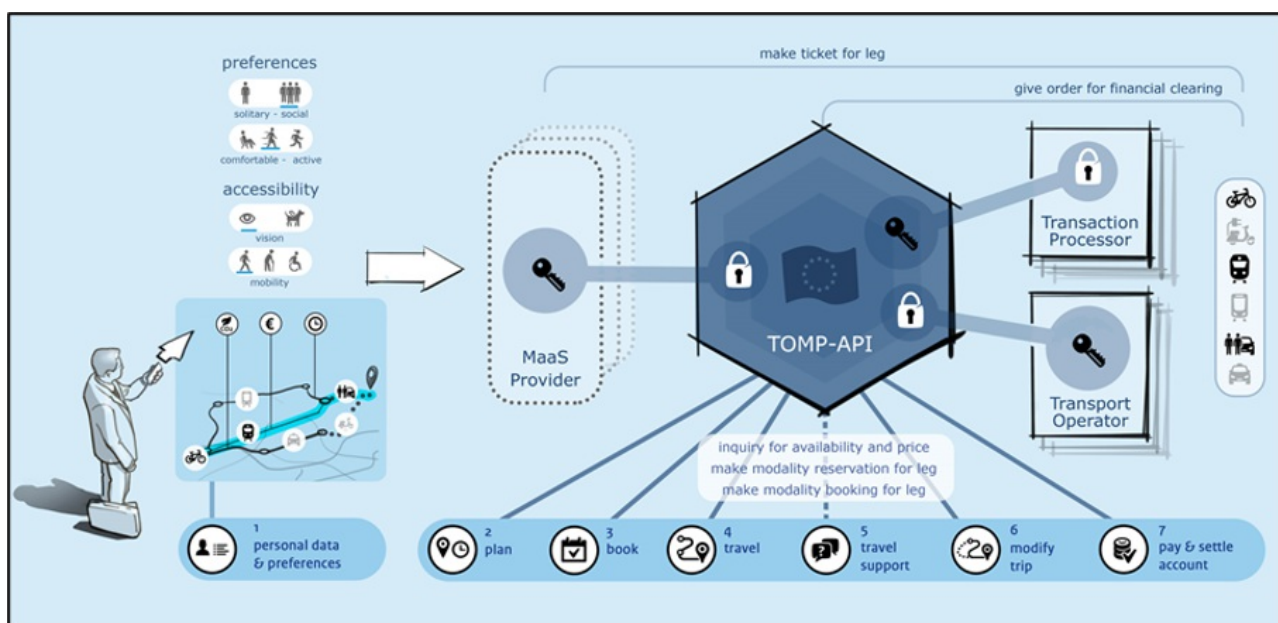 preferences
solitary - social
comfortable - active
accessibility
vision
mobility
CO₂
€
make ticket for leg
give order for financial clearing
MaaS
Provider
TOMP-API
Transaction
Processor
Transport
Operator
inquiry for availability and price
make modality reservation for leg
make modality booking for leg
1
personal data
& preferences
2
plan
3
book
4
travel
5
travel
support
6
modify
trip
7
pay & settle
account